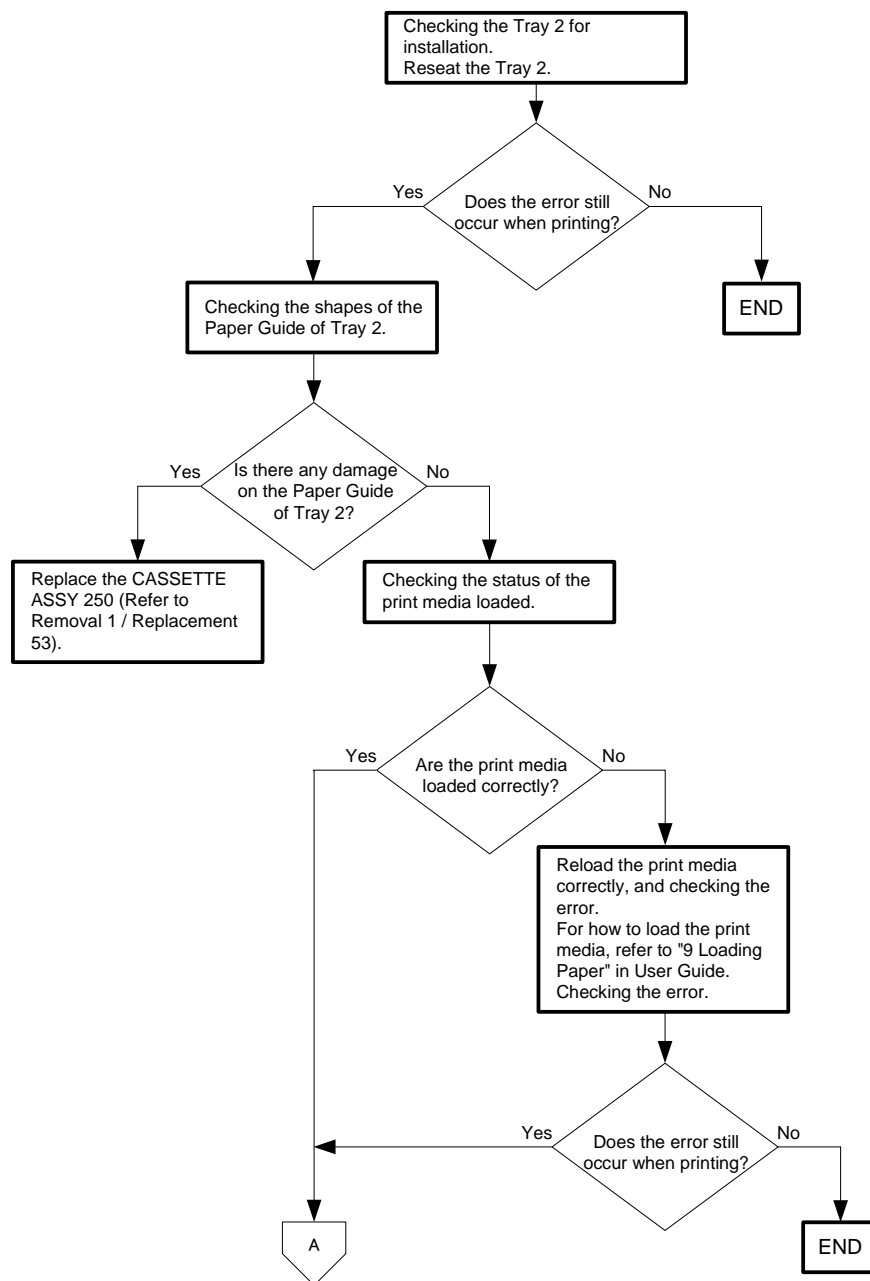 Checking the Tray 2 for
installation.
Reseat the Tray 2.
Yes
No
Does the error still
occur when printing?
Checking the shapes of the
Paper Guide of Tray 2.
END
Yes
No
Is there any damage
on the Paper Guide
of Tray 2?
Replace the CASSETTE
ASSY 250 (Refer to
Removal 1 / Replacement
53).
Checking the status of the
print media loaded.
Yes
No
Are the print media
loaded correctly?
Reload the print media
correctly, and checking the
error.
For how to load the print
media, refer to "9 Loading
Paper" in User Guide.
Checking the error.
Yes
No
Does the error still
occur when printing?
A
END